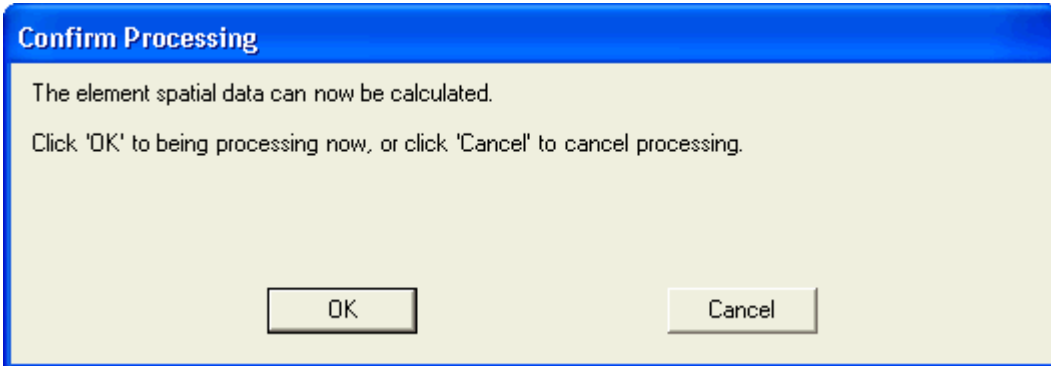 Confirm Processing
The element spatial data can now be calculated.
Click 'OK' to being processing now, or click 'Cancel' to cancel processing.
OK
Cancel